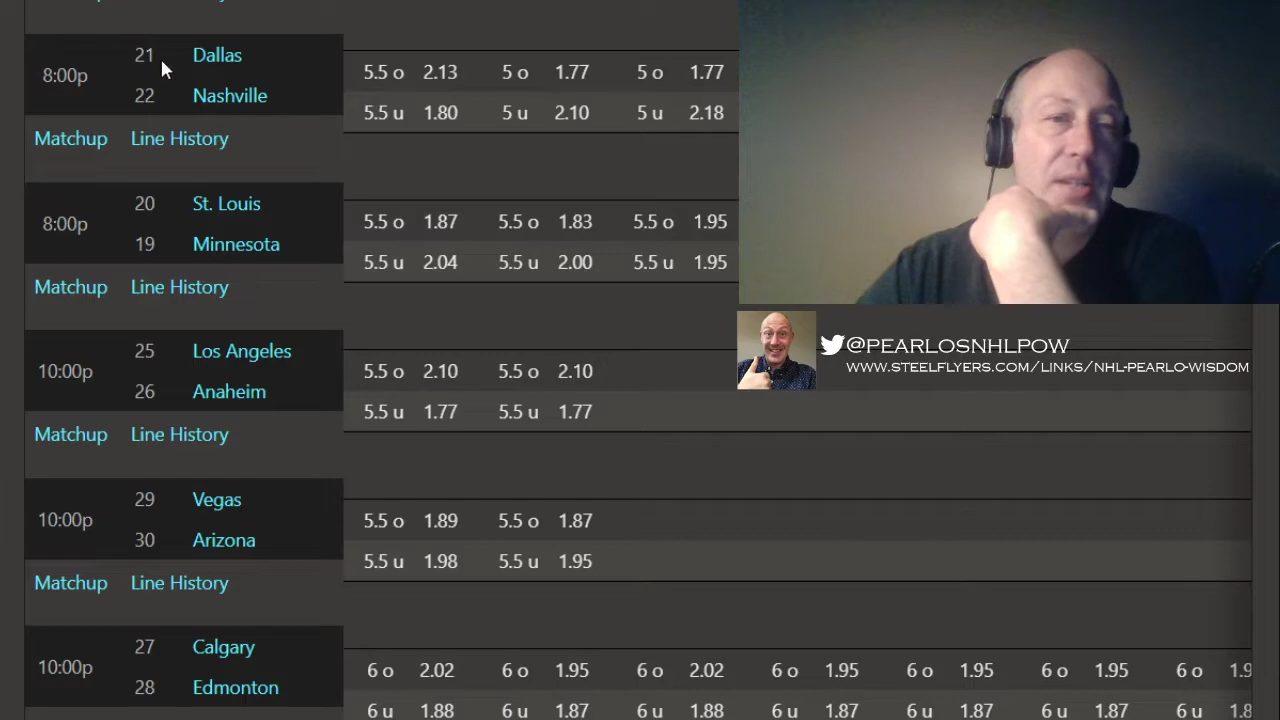 8:00p 21 Dallas 5.5 o 2.13 5 o 1.77 5 o 1.77
22 Nashville 5.5 u 1.80 5 u 2.10 5 u 2.18
Matchup Line History
8:00p 20 St. Louis 5.5 o 1.87 5.5 o 1.83 5.5 o 1.95
19 Minnesota 5.5 u 2.04 5.5 u 2.00 5.5 u 1.95
Matchup Line History
@PEARLOSNHLPOW
WWW.STEELFLYERS.COM/LINKS/NHL-PEARLO-WISDOM
10:00p 25 Los Angeles 5.5 o 2.10 5.5 o 2.10
26 Anaheim 5.5 u 1.77 5.5 u 1.77
Matchup Line History
10:00p 29 Vegas 5.5 o 1.89 5.5 o 1.87
30 Arizona 5.5 u 1.98 5.5 u 1.95
Matchup Line History
10:00p 27 Calgary 6 o 2.02 6 o 1.95 6 o 2.02 6 o 1.95 6 o 1.95 6 o 1.95 6 o
28 Edmonton 6 u 1.88 6 u 1.87 6 u 1.88 6 u 1.87 6 u 1.87 6 u 1.87 6 u